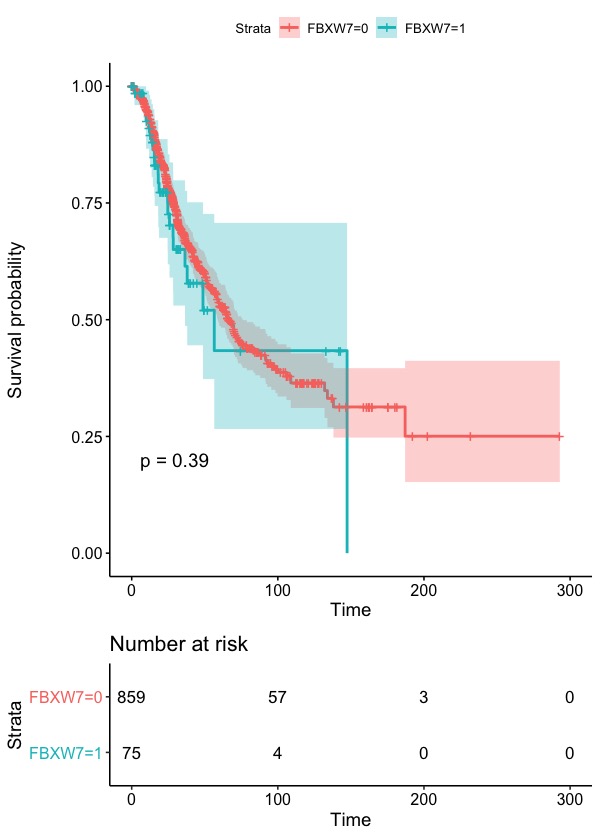 Strata FBXW7=0 FBXW7=1
1.00
0.75
0.50
0.25
0.00
Survival probability
p = 0.39
0 100 200 300
Time
Number at risk
Strata
FBXW7=0 859 57 3 0
FBXW7=1 75 4 0 0
0 100 200 300
Time